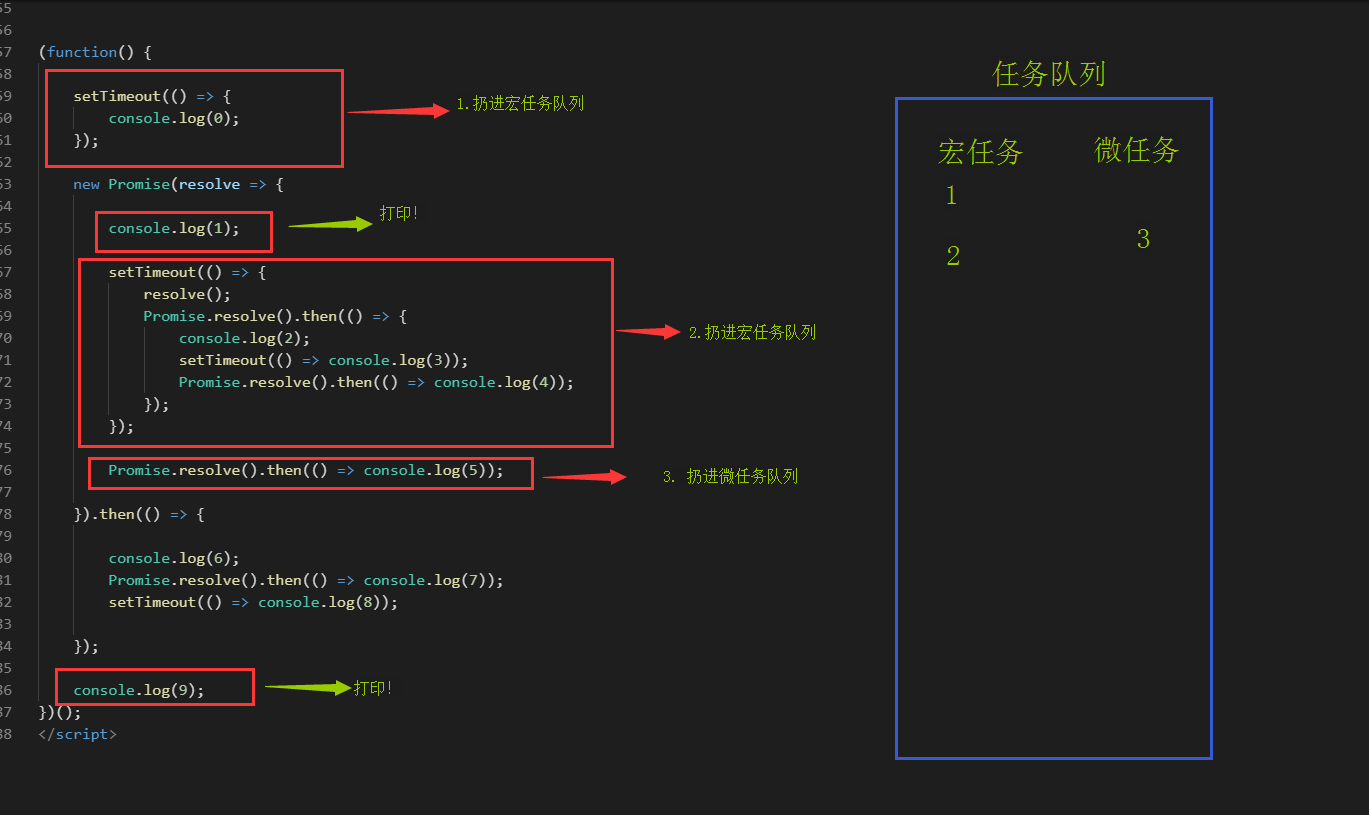 55
56
57 (function() {
58
59 setTimeout(() => {
60 console.log(0);
61 });
62
63 new Promise(resolve => {
64
65 console.log(1);
66
67 setTimeout(() => {
68 resolve();
69 Promise.resolve().then(() => {
70 console.log(2);
71 setTimeout(() => console.log(3));
72 Promise.resolve().then(() => console.log(4));
73 });
74 });
75
76 Promise.resolve().then(() => console.log(5));
77
78 }).then(() => {
79
80 console.log(6);
81 Promise.resolve().then(() => console.log(7));
82 setTimeout(() => console.log(8));
83
84 });
85
86 console.log(9);
87 })();
88 </script>
1.扔进宏任务队列
打印!
2.扔进宏任务队列
3. 扔进微任务队列
打印!
任务队列
宏任务 微任务
1
3
2